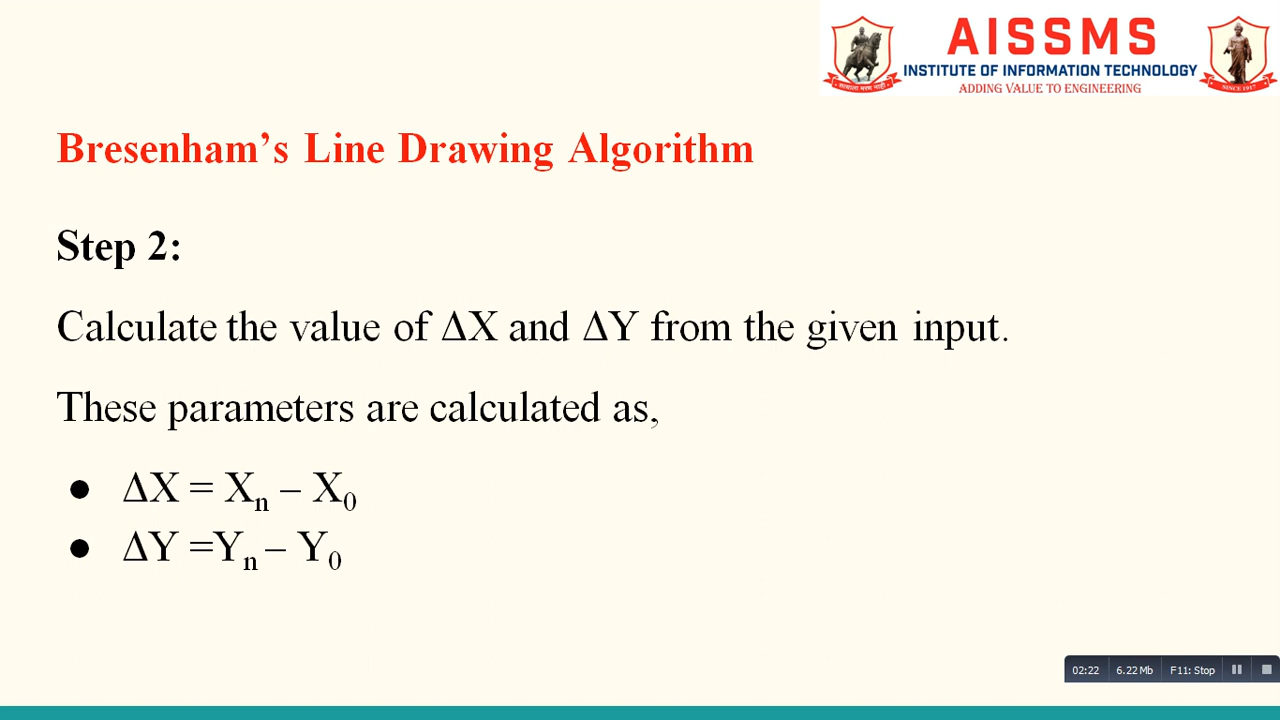 AISSMS
INSTITUTE OF INFORMATION TECHNOLOGY
ADDING VALUE TO ENGINEERING
SINCE 1917
Bresenham’s Line Drawing Algorithm
Step 2:
Calculate the value of ΔX and ΔY from the given input.
These parameters are calculated as,
● ΔX = Xn – X0
● ΔY =Yn – Y0
02:22 6.22 Mb F11: Stop